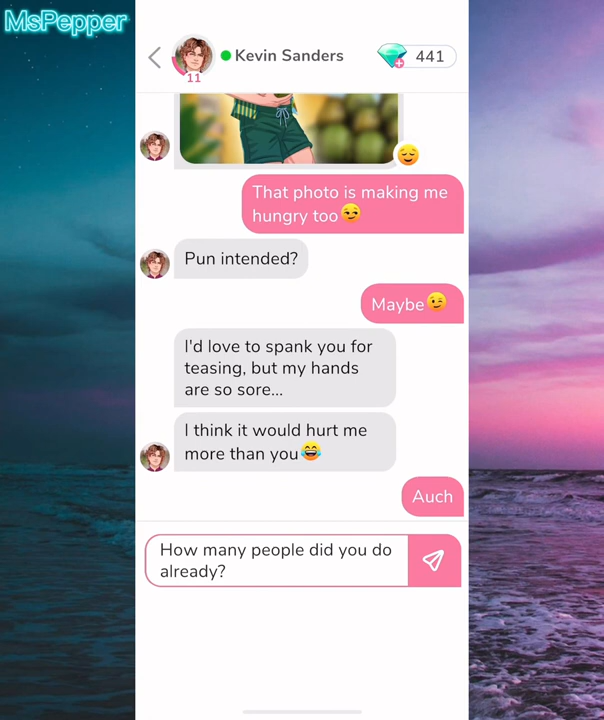 MsPepper
Kevin Sanders
441
11
That photo is making me
hungry too😏
Pun intended?
Maybe😉
I'd love to spank you for
teasing, but my hands
are so sore...
I think it would hurt me
more than you😂
Auch
How many people did you do
already?